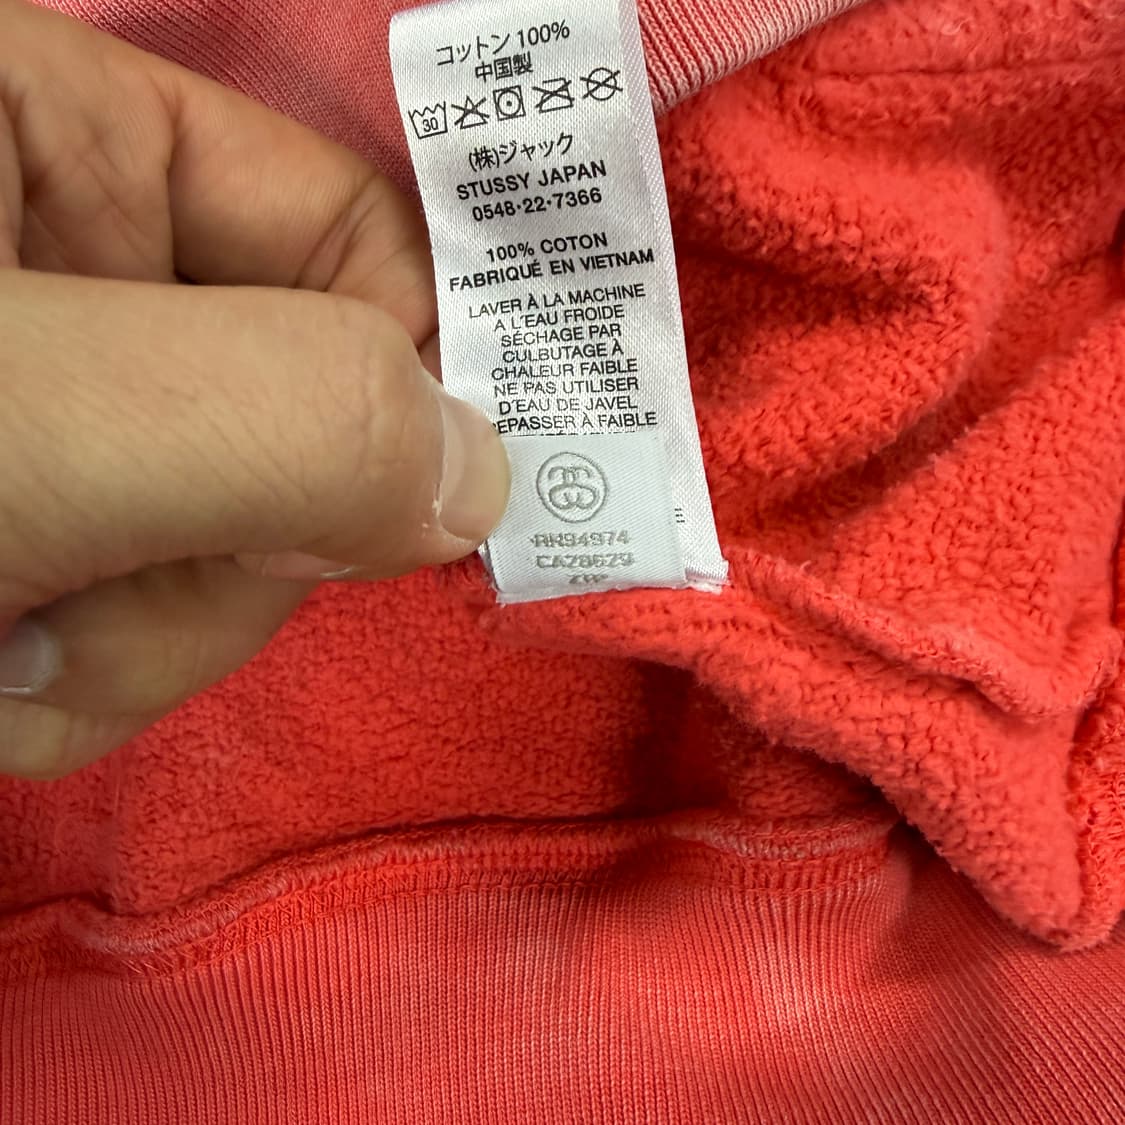 コットン 100%
中国製
30
(株)ジャック
STUSSY JAPAN
0548·22·7366
100% COTON
FABRIQUÉ EN VIETNAM
LAVER À LA MACHINE
A L'EAU FROIDE
SÉCHAGE PAR
CULBUTAGE À
CHALEUR FAIBLE
NE PAS UTILISER
D'EAU DE JAVEL
EPASSER À FAIBLE
RN94974
CA28629